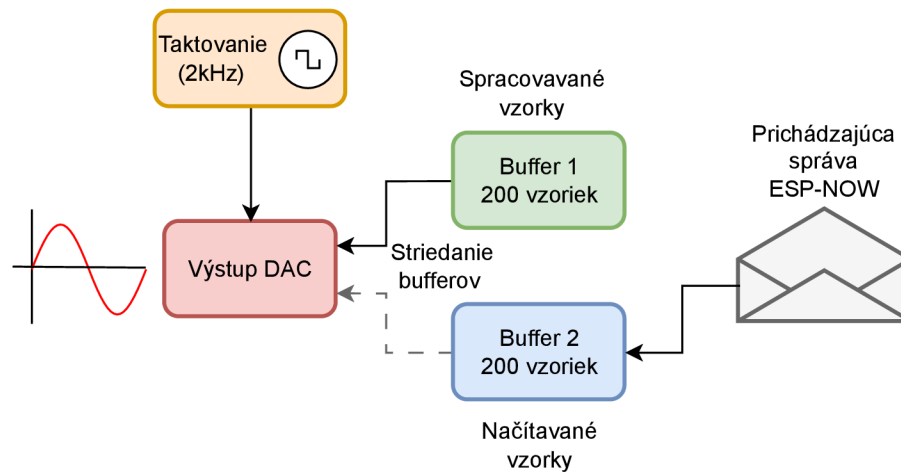 Taktovanie
(2kHz)
Spracovavané
vzorky
Buffer 1
200 vzoriek
Prichádzajúca
správa
ESP-NOW
Výstup DAC
Striedanie
bufferov
Buffer 2
200 vzoriek
Načítavané
vzorky